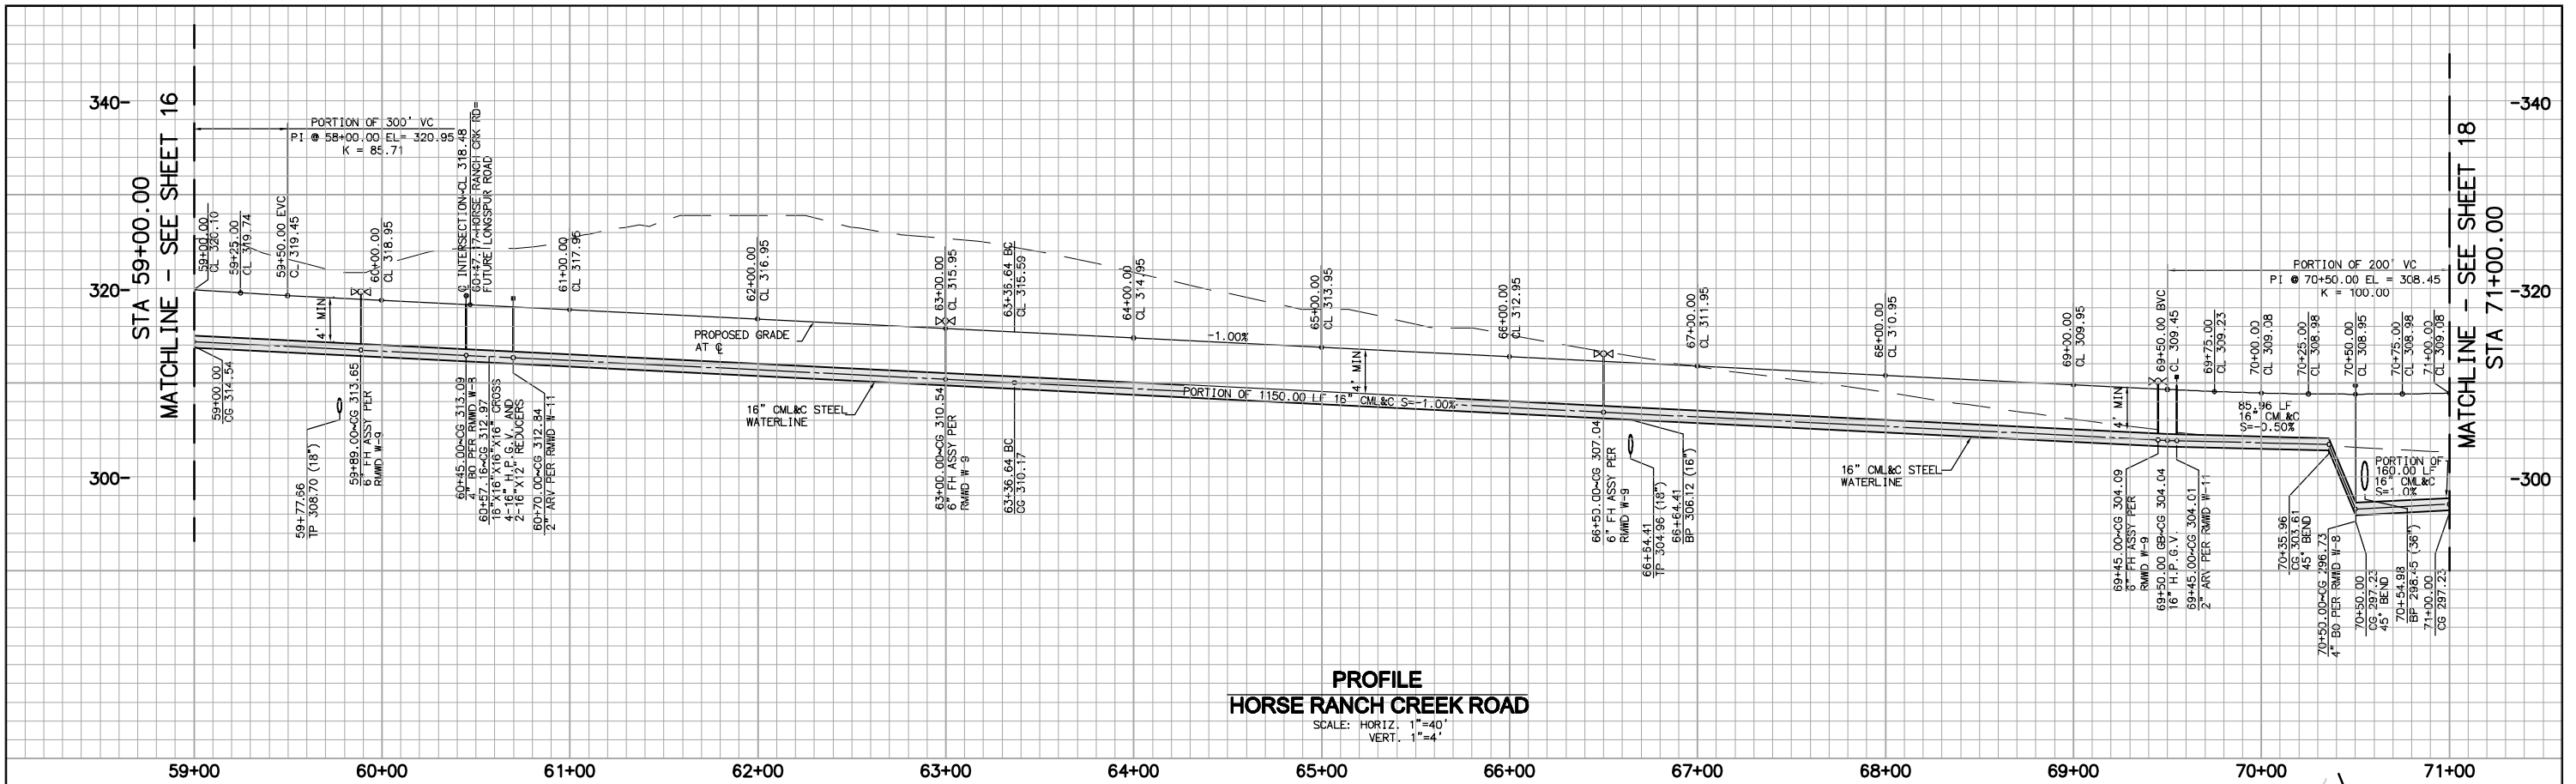 340-
320-
300-
STA 59+00.00
MATCHLINE - SEE SHEET 16
PORTION OF 300' VC
PI @ 58+00.00 EL= 320.95
K = 85.71
59+00.00
CL 320.10
59+25.00
CL 319.74
59+50.00 EVC
CL 319.45
4' MIN
60+00.00
CL 318.95
INTERSECTION~CL 318.48
60+47.17~HORSE RANCH CRK RD=
FUTURE LONGSPUR ROAD
61+00.00
CL 317.95
62+00.00
CL 316.95
PROPOSED GRADE
AT
63+00.00
CL 315.95
63+36.64 BC
CL 315.59
64+00.00
CL 314.95
-1.00%
65+00.00
CL 313.95
4' MIN
66+00.00
CL 312.95
67+00.00
CL 311.95
68+00.00
CL 310.95
69+00.00
CL 309.95
4' MIN
69+50.00 BVC
CL 309.45
69+75.00
CL 309.23
70+00.00
CL 309.08
70+25.00
CL 308.98
70+50.00
CL 308.95
70+75.00
CL 308.98
71+00.00
CL 309.08
PORTION OF 200' VC
PI @ 70+50.00 EL = 308.45
K = 100.00
MATCHLINE - SEE SHEET 18
STA 71+00.00
-340
-320
-300
59+00.00
CG 314.54
59+77.66
TP 308.70 (18")
59+89.00~CG 313.65
6" FH ASSY PER
RMWD W-9
60+45.00~CG 313.09
4" BO PER RMWD W-8
60+57.16~CG 312.97
16"X16"X16"X16" CROSS
4-16" H.P.G.V. AND
2-16"X12" REDUCERS
60+70.00~CG 312.84
2" ARV PER RMWD W-11
16" CML&C STEEL
WATERLINE
63+00.00~CG 310.54
6" FH ASSY PER
RMWD W-9
63+36.64 BC
CG 310.17
PORTION OF 1150.00 LF 16" CML&C S=-1.00%
66+50.00~CG 307.04
6" FH ASSY PER
RMWD W-9
66+64.41
TP 304.96 (18")
66+64.41
BP 306.12 (16")
16" CML&C STEEL
WATERLINE
69+45.00~CG 304.09
6" FH ASSY PER
RMWD W-9
69+50.00 GB~CG 304.04
16" H.P.G.V.
69+45.00~CG 304.01
2" ARV PER RMWD W-11
85.96 LF
16" CML&C
S=-0.50%
70+35.96
CG 303.61
45° BEND
70+50.00~CG 296.73
4" BO PER RMWD W-8
70+50.00
CG 297.23
45° BEND
70+54.98
BP 298.45 (36")
71+00.00
CG 297.23
PORTION OF
160.00 LF
16" CML&C
S=1.0%
PROFILE
HORSE RANCH CREEK ROAD
SCALE: HORIZ. 1"=40'
VERT. 1"=4'
59+00 60+00 61+00 62+00 63+00 64+00 65+00 66+00 67+00 68+00 69+00 70+00 71+00